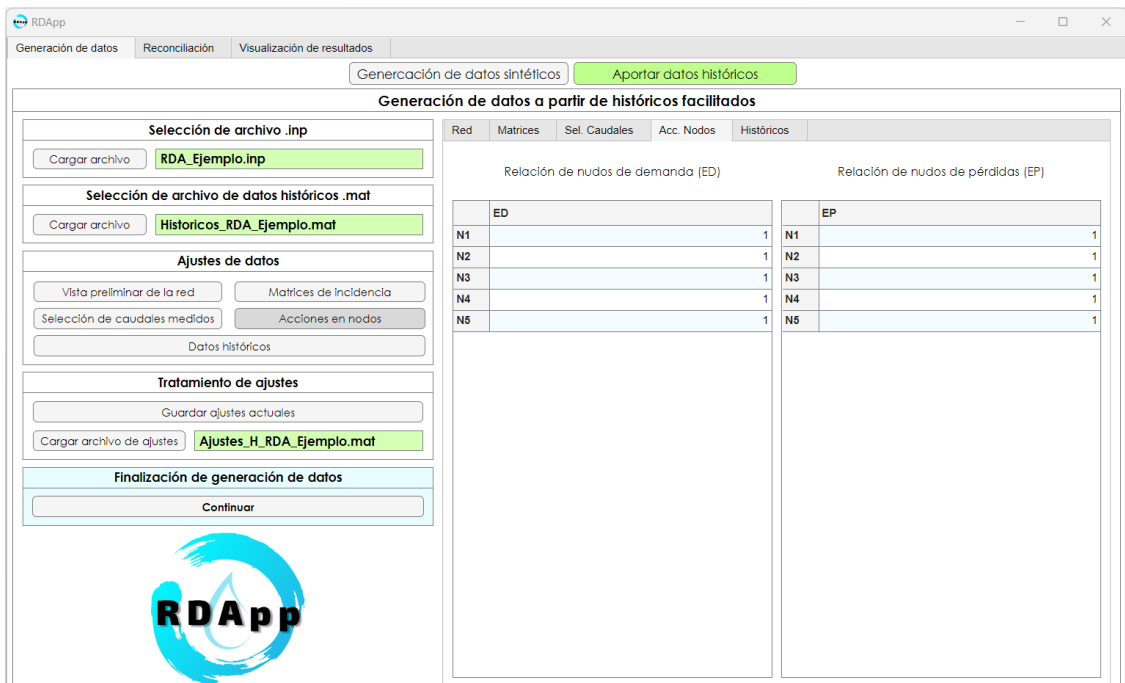 RDApp
Generación de datos Reconciliación Visualización de resultados
Genercación de datos sintéticos Aportar datos históricos
Generación de datos a partir de históricos facilitados
Selección de archivo .inp
Cargar archivo RDA_Ejemplo.inp
Selección de archivo de datos históricos .mat
Cargar archivo Historicos_RDA_Ejemplo.mat
Ajustes de datos
Vista preliminar de la red Matrices de incidencia
Selección de caudales medidos Acciones en nodos
Datos históricos
Tratamiento de ajustes
Guardar ajustes actuales
Cargar archivo de ajustes Ajustes_H_RDA_Ejemplo.mat
Finalización de generación de datos
Continuar
RDApp
Red Matrices Sel. Caudales Acc. Nodos Históricos
Relación de nudos de demanda (ED) Relación de nudos de pérdidas (EP)
ED EP
N1 1 N1 1
N2 1 N2 1
N3 1 N3 1
N4 1 N4 1
N5 1 N5 1